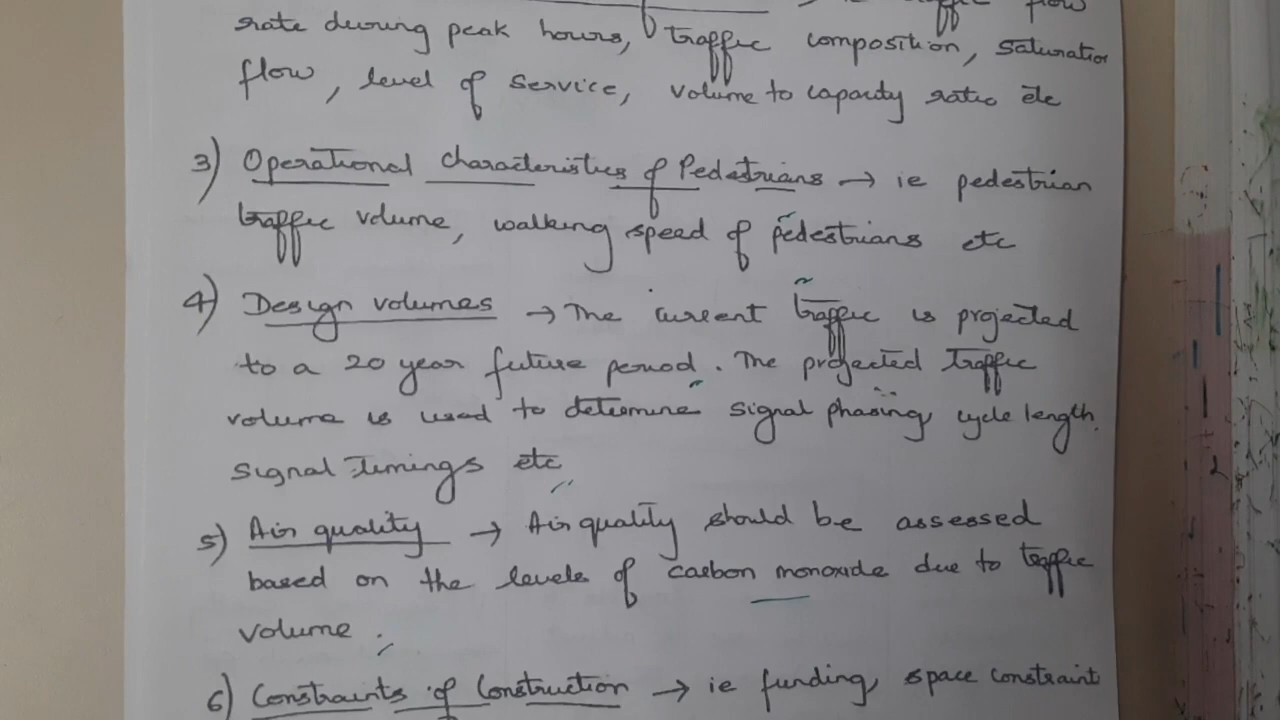 flow
rate during peak hours, traffic composition, saturation
flow, level of service, volume to capacity ratio etc
3) Operational characteristics of Pedestrians → ie pedestrian
traffic volume, walking speed of pedestrians etc
4) Design volumes → The current traffic is projected
to a 20 year future period. The projected traffic
volume is used to determine signal phasing, cycle length,
signal timings etc
5) Air quality → Air quality should be assessed
based on the levels of carbon monoxide due to traffic
volume.
6) Constraints of Construction → ie funding, space constraint